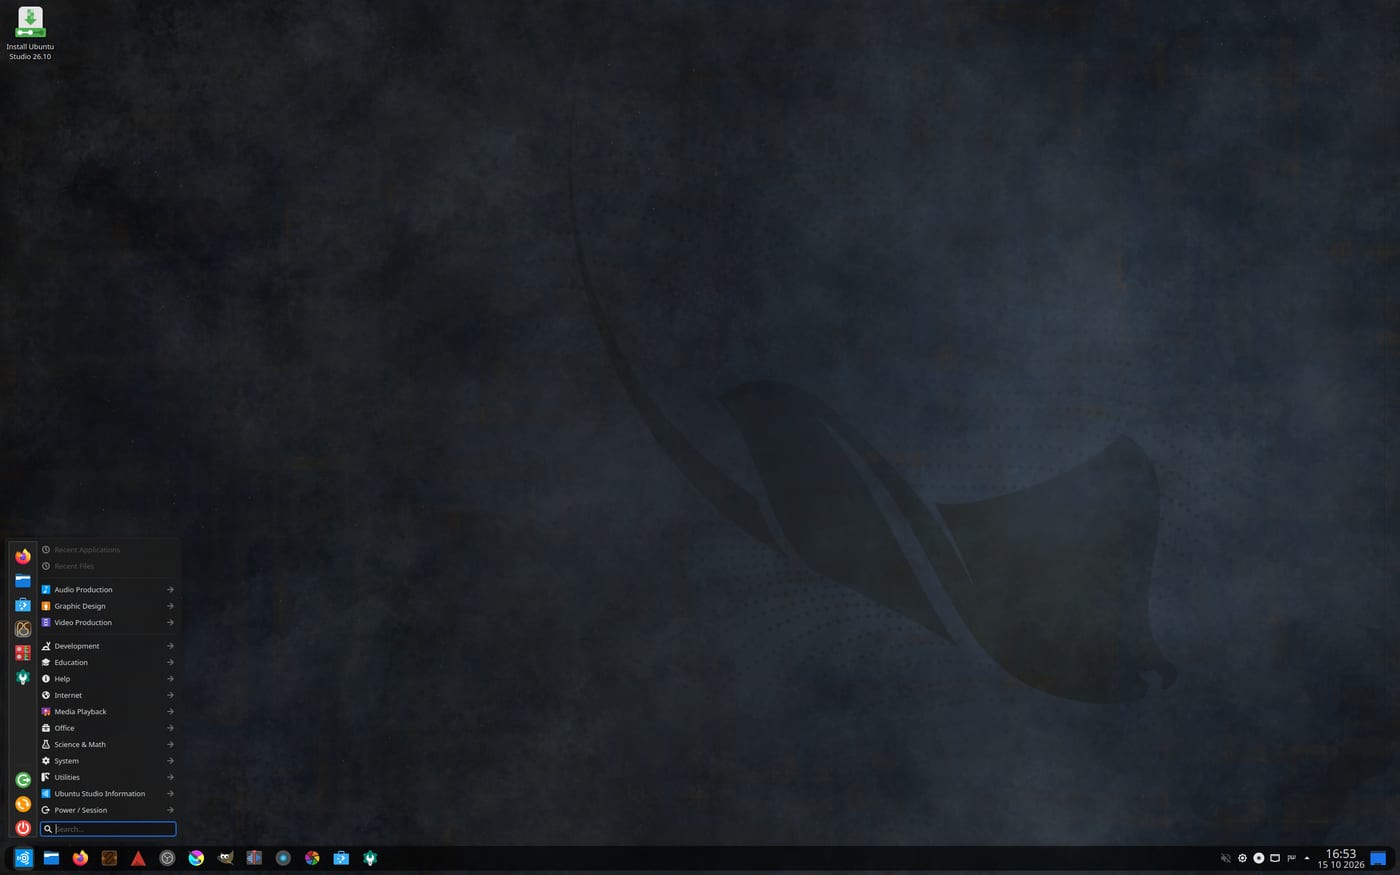 Install Ubuntu
Studio 26.10
Recent Applications
Recent Files
Audio Production
Graphic Design
Video Production
Development
Education
Help
Internet
Media Playback
Office
Science & Math
System
Utilities
Ubuntu Studio Information
Power / Session
Search...
16:53
15 10 2026